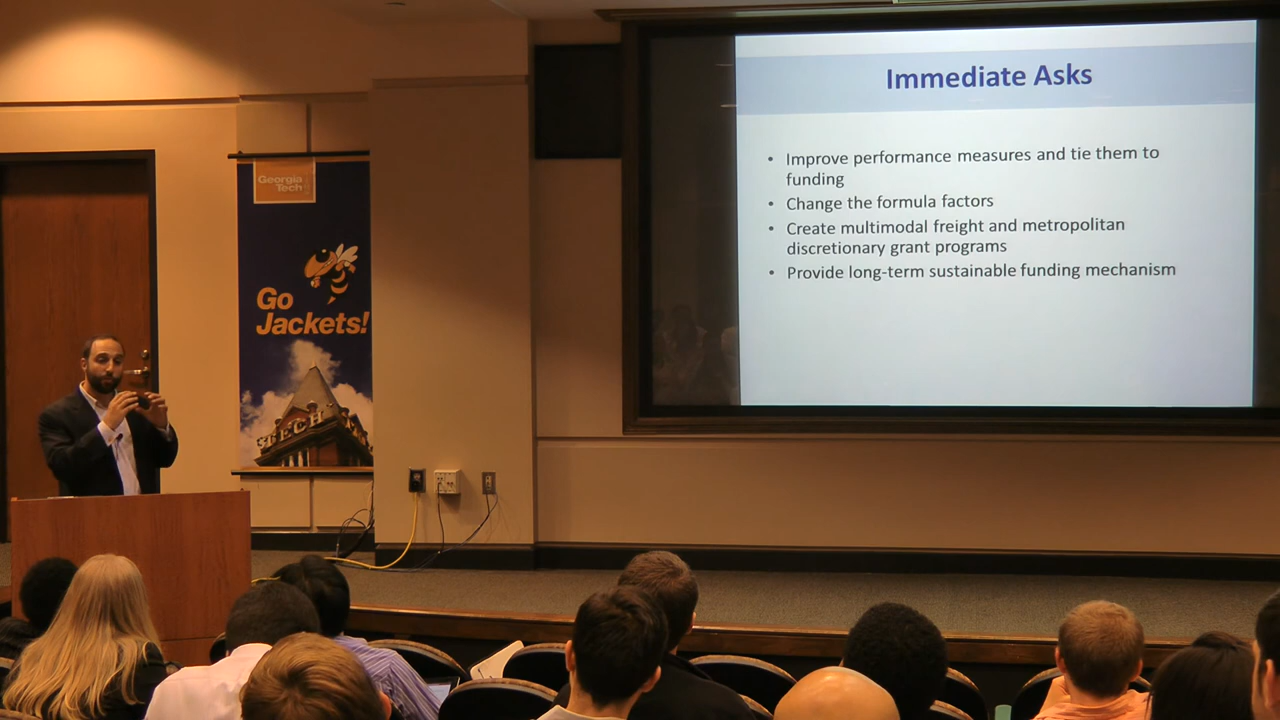 Immediate Asks
• Improve performance measures and tie them to
funding
• Change the formula factors
• Create multimodal freight and metropolitan
discretionary grant programs
• Provide long-term sustainable funding mechanism
Georgia
Tech
Go
Jackets!
TECH